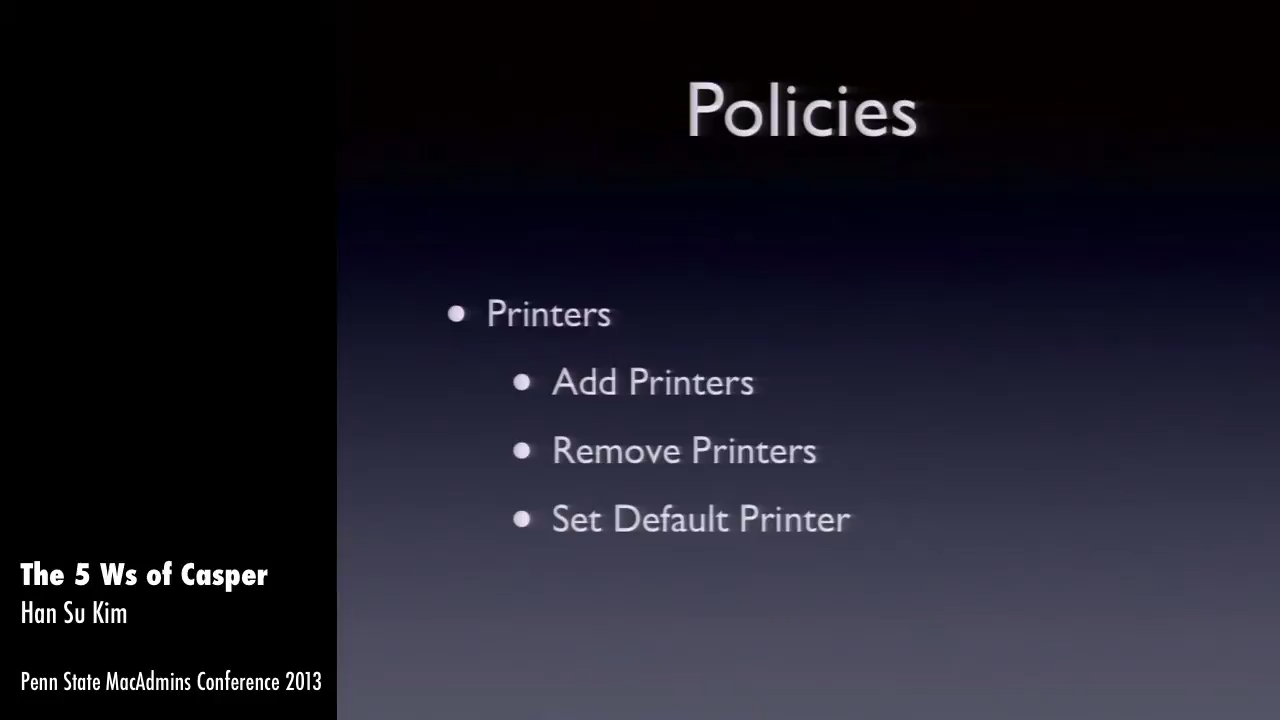 Policies
• Printers
• Add Printers
• Remove Printers
• Set Default Printer
The 5 Ws of Casper
Han Su Kim
Penn State MacAdmins Conference 2013